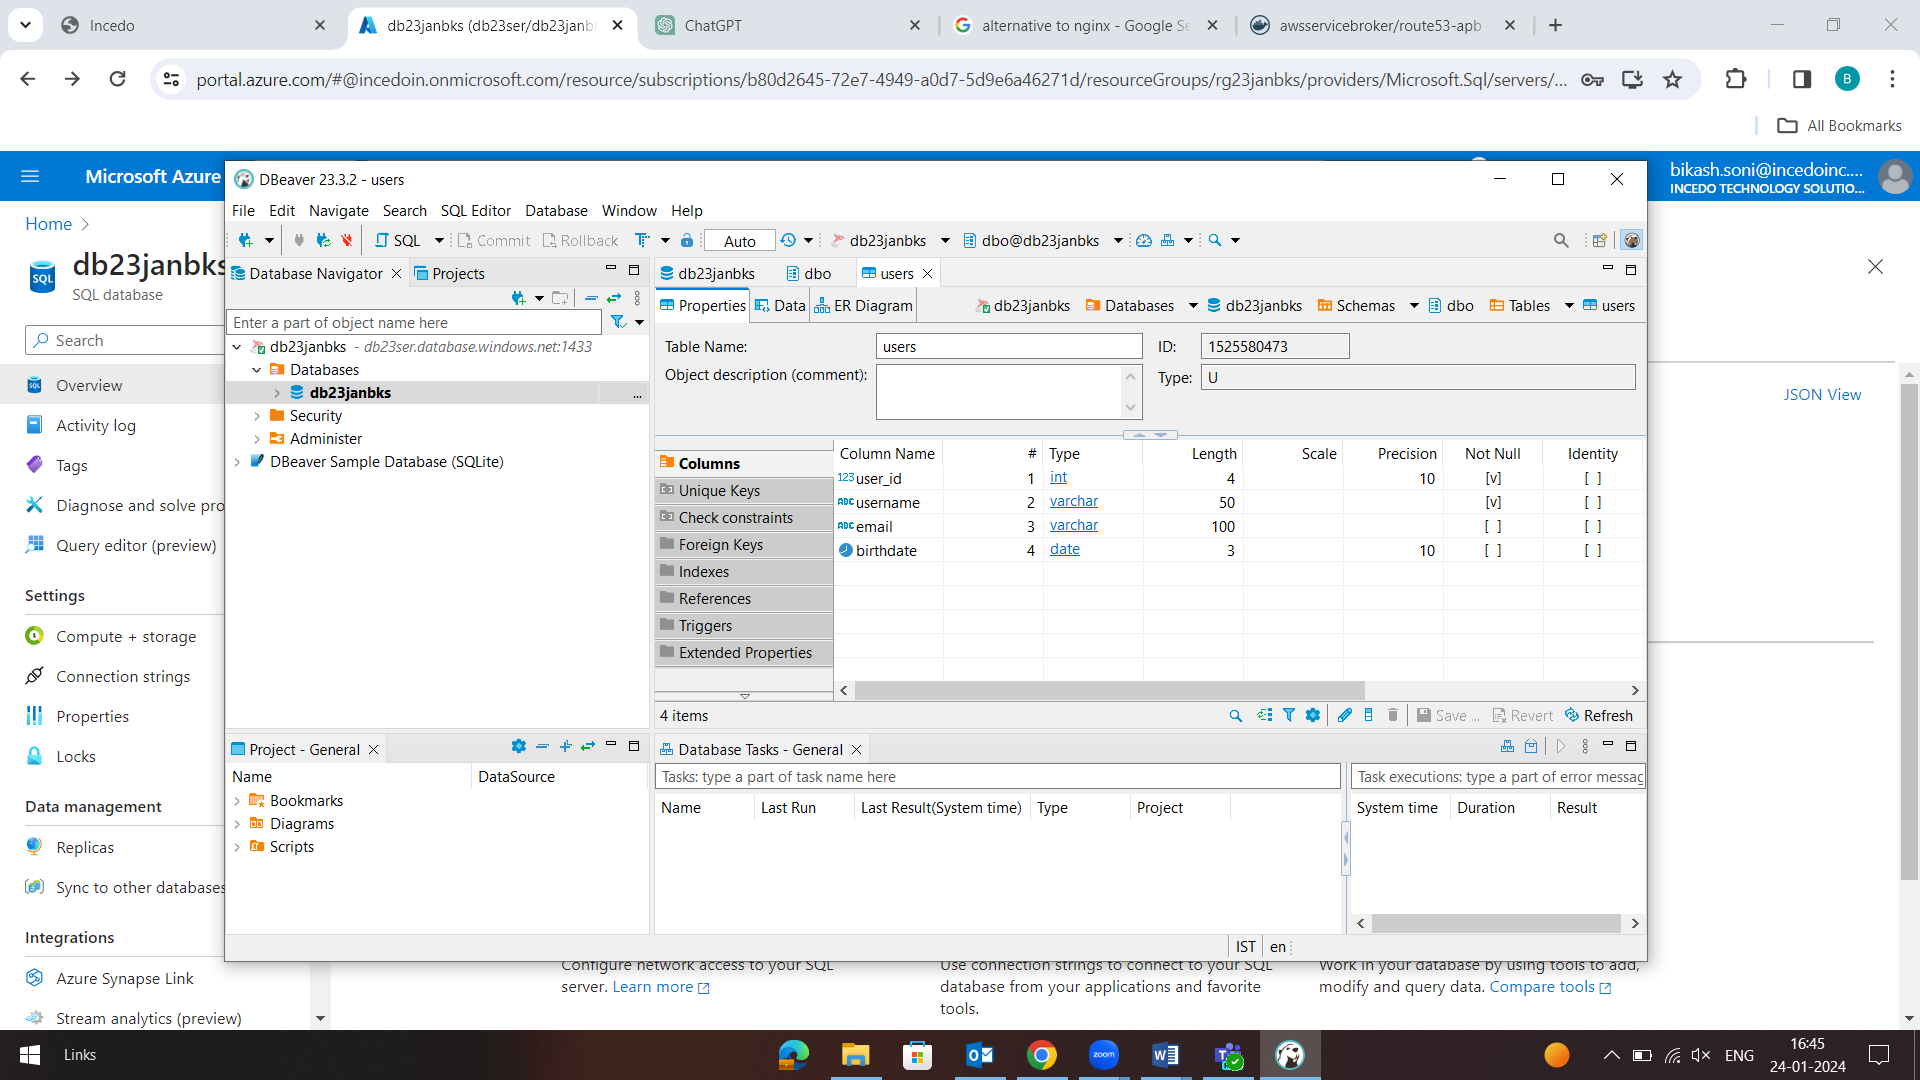 Incedo
db23janbks (db23ser/db23janb
ChatGPT
alternative to nginx - Google Se
awsservicebroker/route53-apb
portal.azure.com/#@incedoin.onmicrosoft.com/resource/subscriptions/b80d2645-72e7-4949-a0d7-5d9e6a46271d/resourceGroups/rg23janbks/providers/Microsoft.Sql/servers/...
B
All Bookmarks
Microsoft Azure
bikash.soni@incedoinc....
INCEDO TECHNOLOGY SOLUTIO...
Home
db23janbks
SQL database
Search
Overview
Activity log
Tags
Diagnose and solve pro
Query editor (preview)
Settings
Compute + storage
Connection strings
Properties
Locks
Data management
Replicas
Sync to other databases
Integrations
Azure Synapse Link
Stream analytics (preview)
JSON View
DBeaver 23.3.2 - users
File Edit Navigate Search SQL Editor Database Window Help
SQL Commit Rollback Auto db23janbks dbo@db23janbks
Database Navigator Projects
Enter a part of object name here
db23janbks - db23ser.database.windows.net:1433
Databases
db23janbks ...
Security
Administer
DBeaver Sample Database (SQLite)
db23janbks dbo users
Properties Data ER Diagram db23janbks Databases db23janbks Schemas dbo Tables users
Table Name: users ID: 1525580473
Object description (comment): Type: U
Columns
Unique Keys
Check constraints
Foreign Keys
Indexes
References
Triggers
Extended Properties
Column Name # Type Length Scale Precision Not Null Identity
123 user_id 1 int 4 10 [v] [ ]
ABC username 2 varchar 50 [v] [ ]
ABC email 3 varchar 100 [ ] [ ]
birthdate 4 date 3 10 [ ] [ ]
4 items Save ... Revert Refresh
Project - General
Name DataSource
Bookmarks
Diagrams
Scripts
Database Tasks - General
Tasks: type a part of task name here Task executions: type a part of error messag
Name Last Run Last Result(System time) Type Project System time Duration Result
IST en
Configure network access to your SQL
server. Learn more
Use connection strings to connect to your SQL
database from your applications and favorite
tools.
Work in your database by using tools to add,
modify and query data. Compare tools
Links
zoom
ENG
16:45
24-01-2024